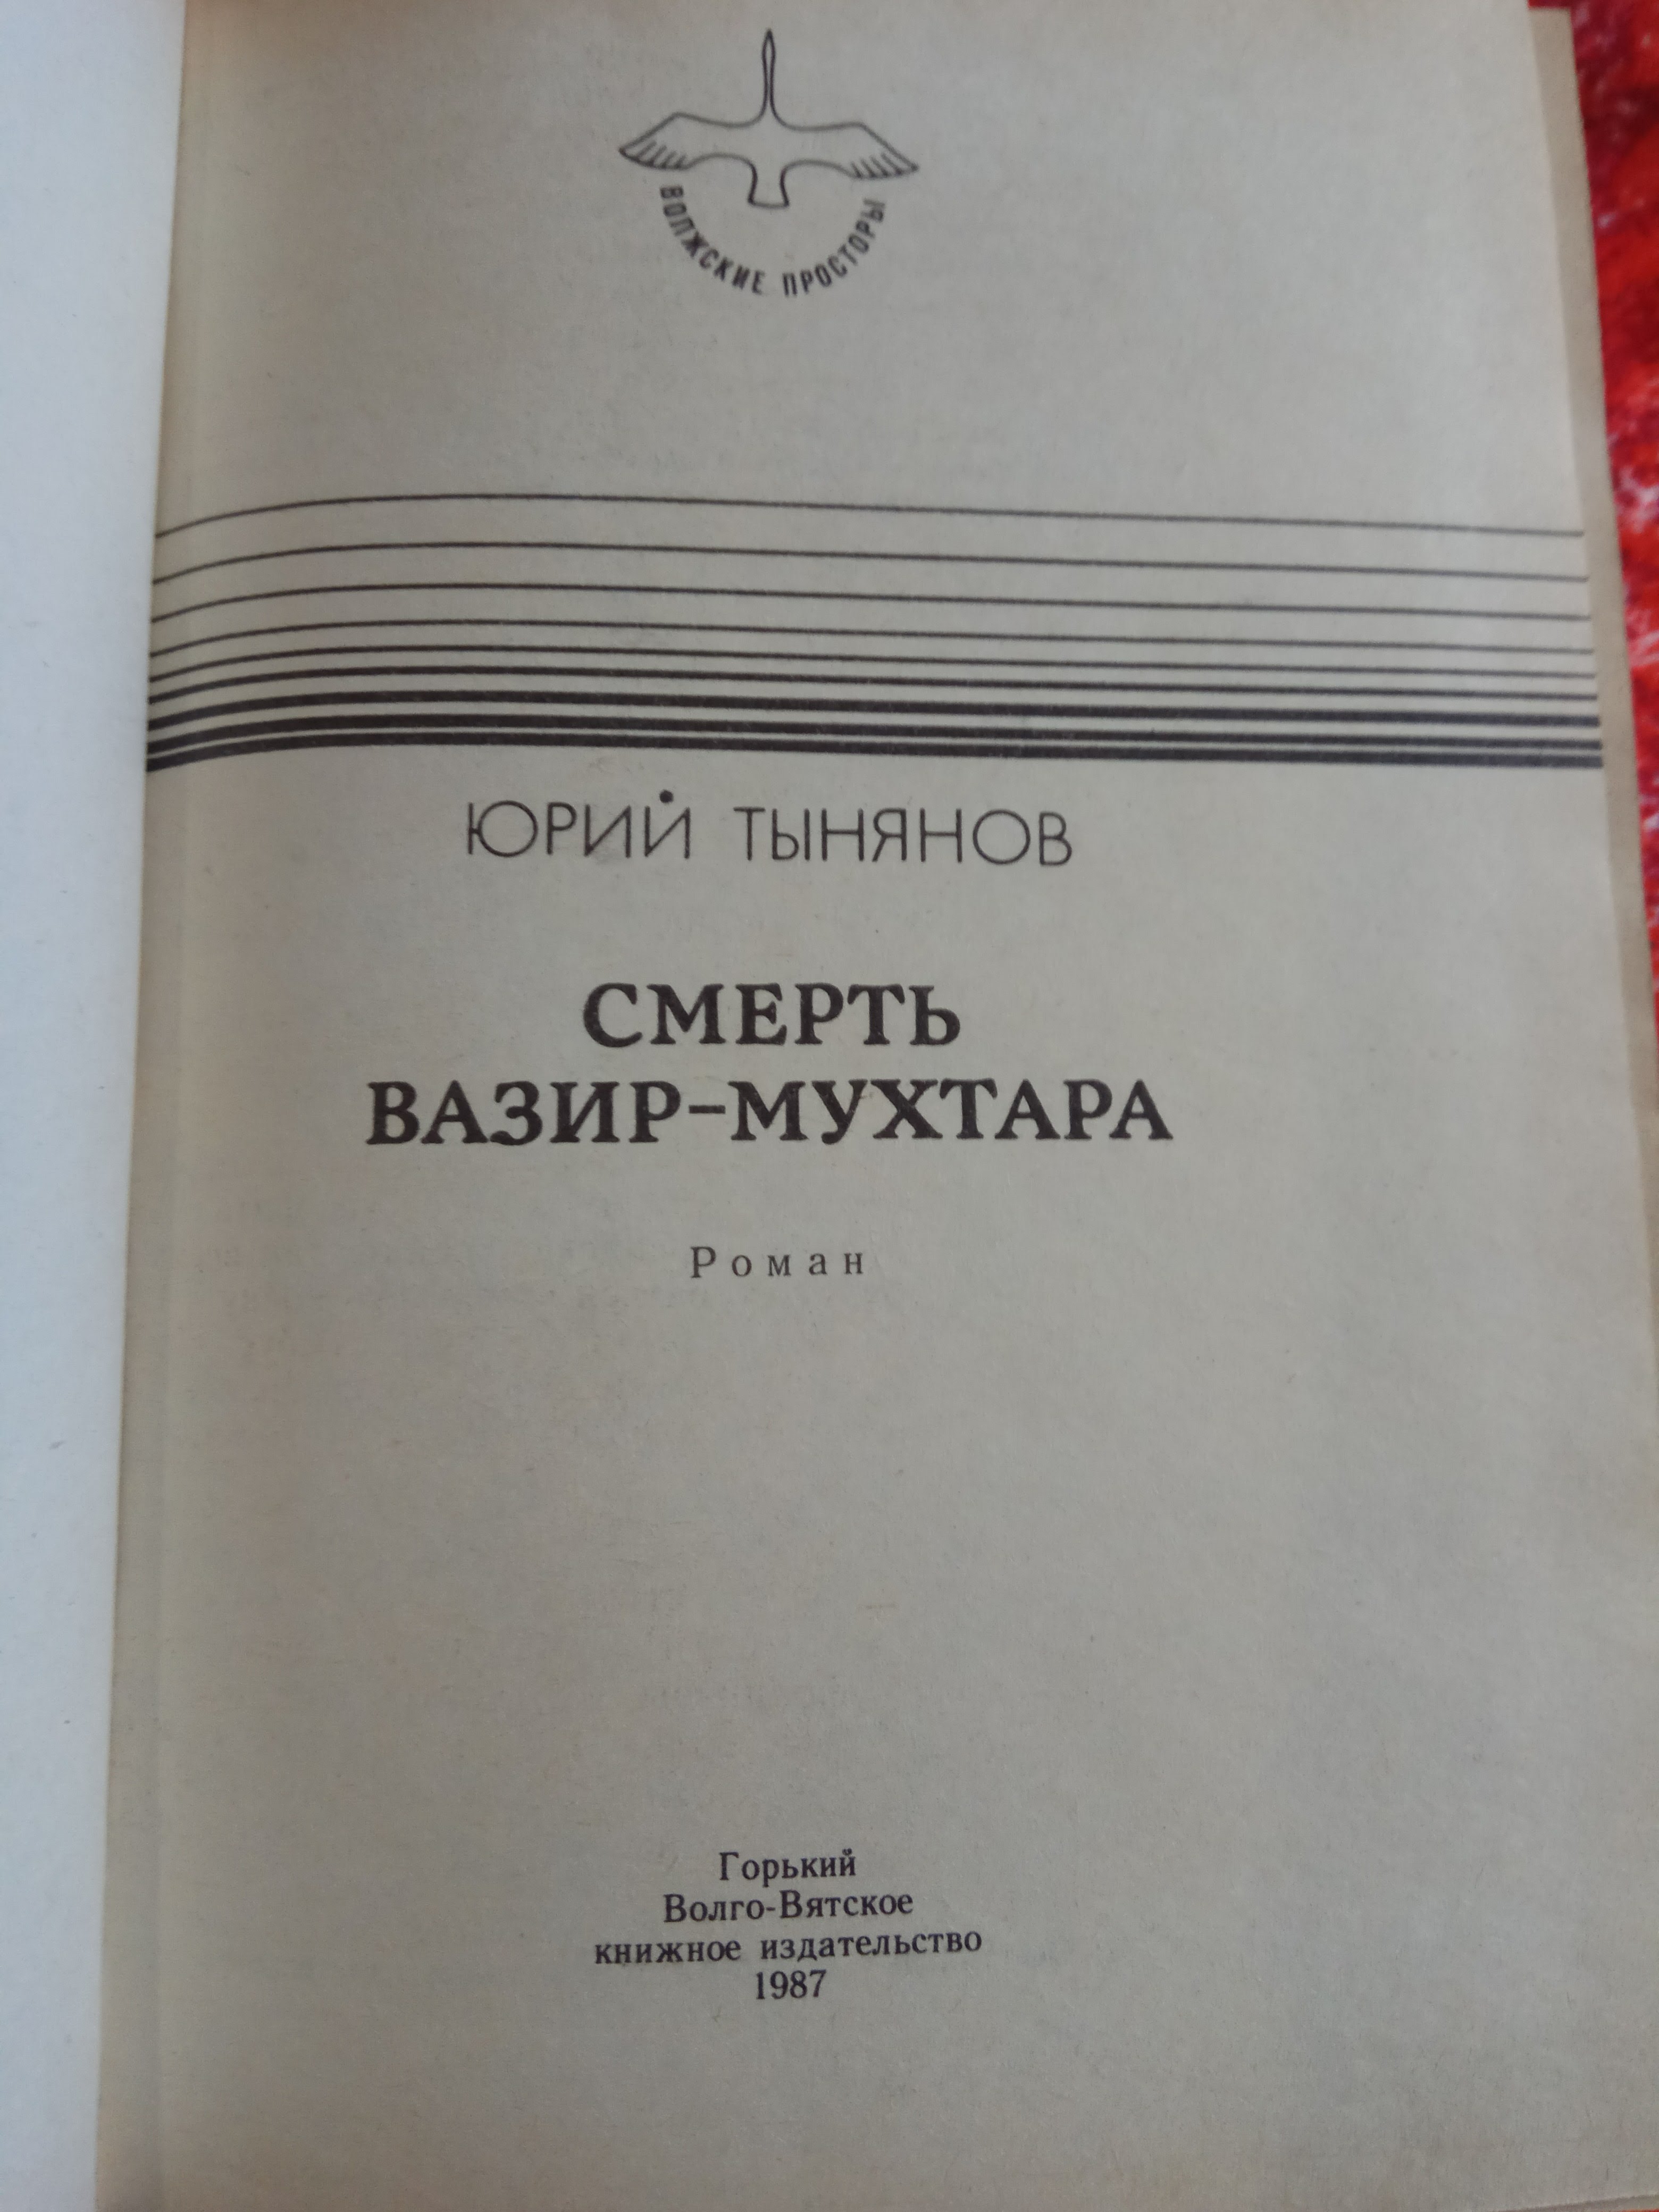 ВОЛЖСКИЕ ПРОСТОРЫ
ЮРИЙ ТЫНЯНОВ
СМЕРТЬ
ВАЗИР-МУХТАРА
Роман
Горький
Волго-Вятское
книжное издательство
1987